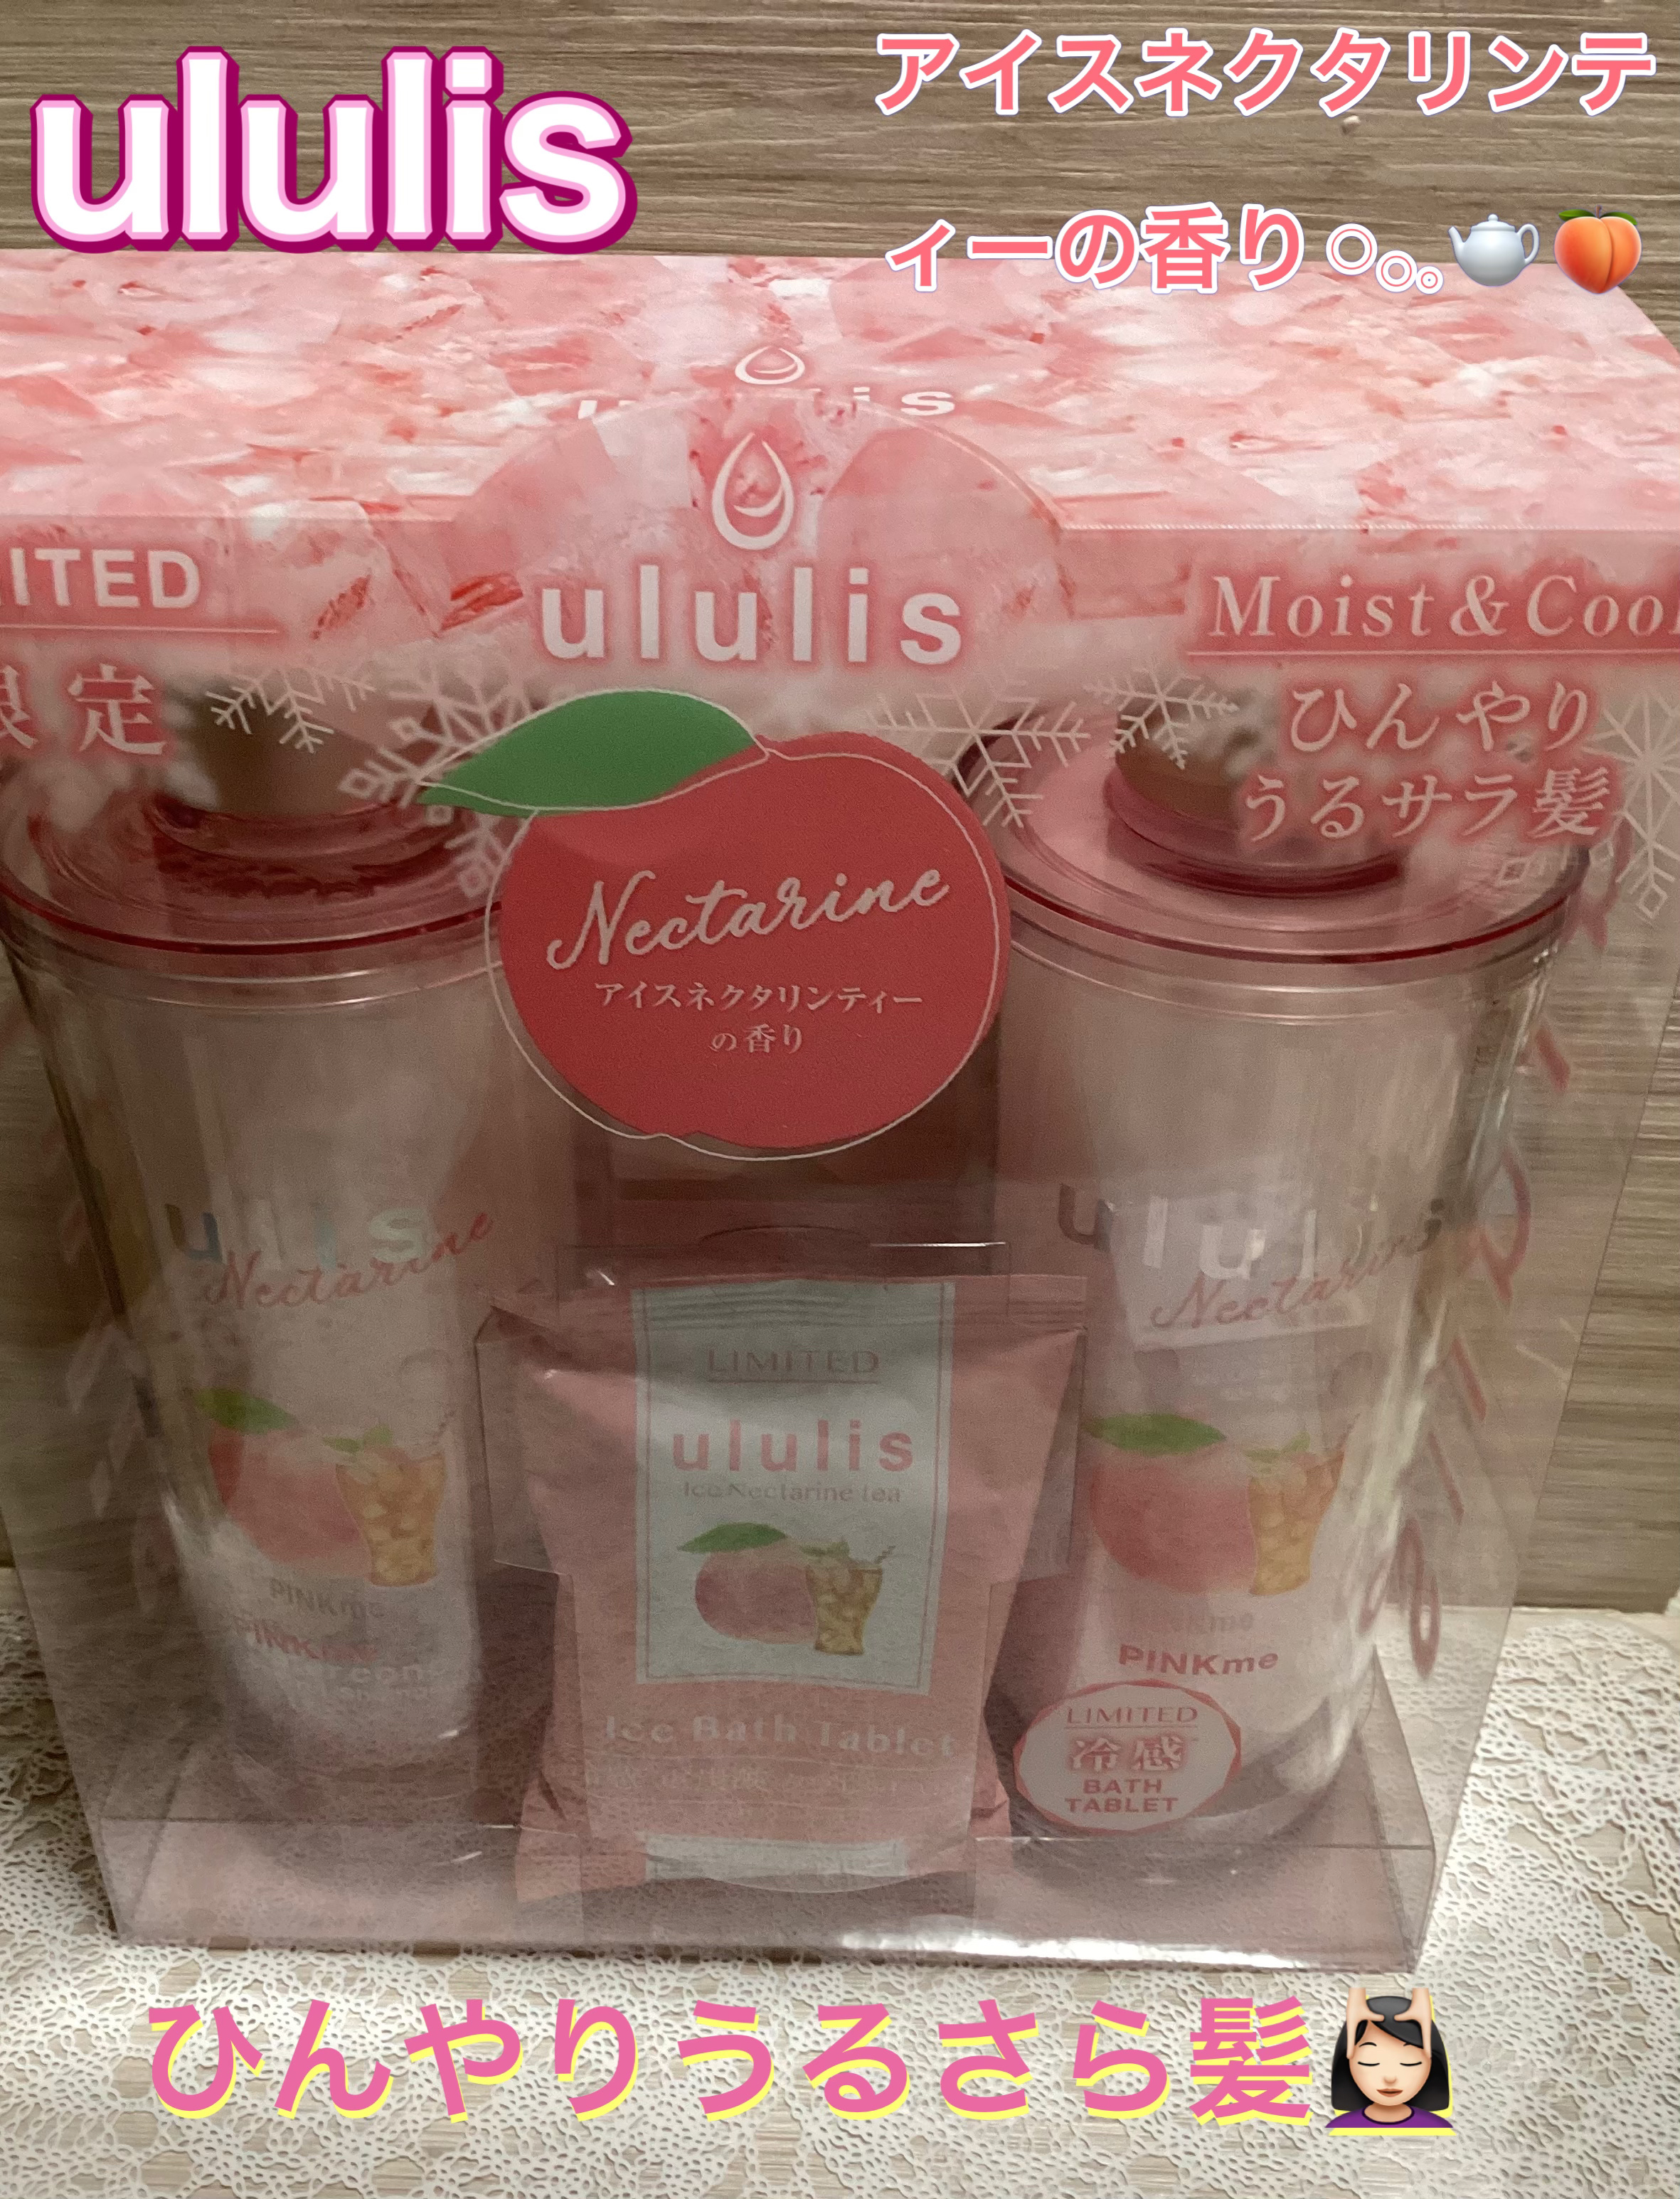 ululis
アイスネクタリンテ
ィーの香り
ululis
ITED
定
Moist&Coo
ひんやり
うるサラ髪
Nectarine
アイスネクタリンティー
の香り
Nectarine
ululis
Nectarine
LIMITED
ululis
Ice Nectarine tea
PINKme
PINKme
Ice Bath Tablet
LIMITED
冷感
BATH
TABLET
ひんやりうるさら髪